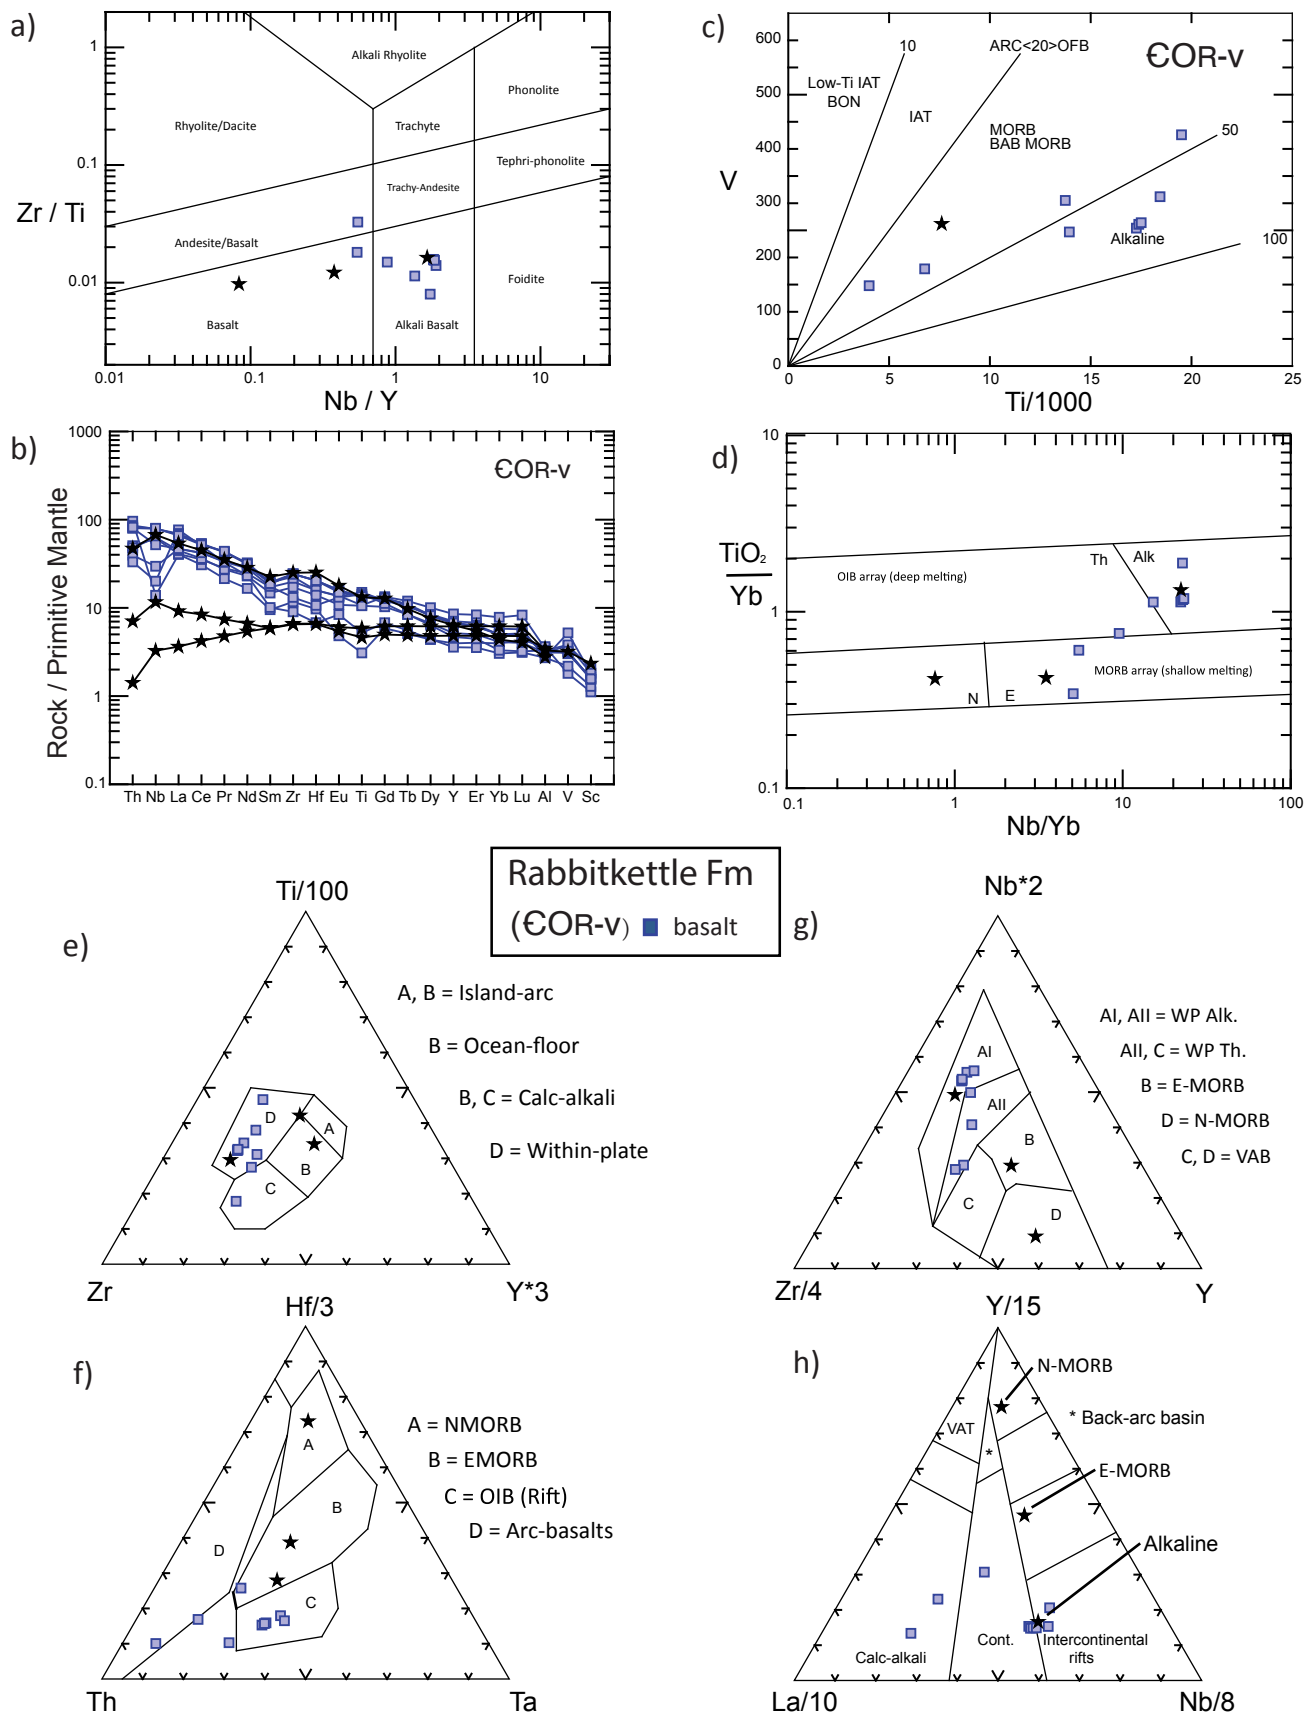 a)
1
0.1
0.01
Zr / Ti
Alkali Rhyolite
Phonolite
Rhyolite/Dacite
Trachyte
Tephri-phonolite
Trachy-Andesite
Andesite/Basalt
Foidite
Basalt
Alkali Basalt
0.01
0.1
1
10
Nb / Y
c)
600
500
400
300
200
100
0
V
10
ARC<20>OFB
ЄOR-v
Low-Ti IAT
BON
IAT
MORB
BAB MORB
50
Alkaline
100
0
5
10
15
20
25
Ti/1000
b)
1000
100
10
1
0.1
Rock / Primitive Mantle
ЄOR-v
Th Nb La Ce Pr Nd Sm Zr Hf Eu Ti Gd Tb Dy Y Er Yb Lu Al V Sc
d)
10
1
0.1
TiO2
Yb
OIB array (deep melting)
Th
Alk
MORB array (shallow melting)
N
E
0.1
1
10
100
Nb/Yb
Rabbitkettle Fm
(ЄOR-v) basalt
e)
Ti/100
A, B = Island-arc
B = Ocean-floor
B, C = Calc-alkali
D = Within-plate
D
A
B
C
Zr
Y*3
g)
Nb*2
AI, AII = WP Alk.
AII, C = WP Th.
B = E-MORB
D = N-MORB
C, D = VAB
AI
AII
B
C
D
Zr/4
Y
f)
Hf/3
A = NMORB
B = EMORB
C = OIB (Rift)
D = Arc-basalts
A
B
D
C
Th
Ta
h)
Y/15
N-MORB
* Back-arc basin
VAT
*
E-MORB
Alkaline
Cont.
Intercontinental
rifts
Calc-alkali
La/10
Nb/8